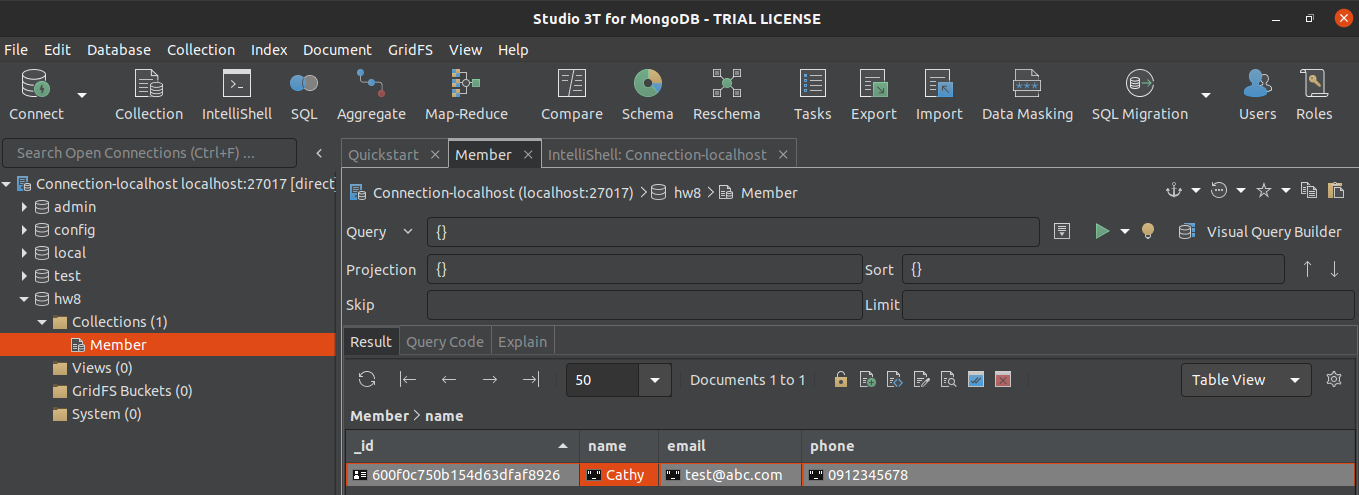 Studio 3T for MongoDB - TRIAL LICENSE
File Edit Database Collection Index Document GridFS View Help
Connect Collection IntelliShell SQL Aggregate Map-Reduce Compare Schema Reschema Tasks Export Import Data Masking SQL Migration Users Roles
Search Open Connections (Ctrl+F) ...
Quickstart Member IntelliShell: Connection-localhost
Connection-localhost localhost:27017 [direct
admin
config
local
test
hw8
Collections (1)
Member
Views (0)
GridFS Buckets (0)
System (0)
Connection-localhost (localhost:27017) hw8 Member
Query {} Visual Query Builder
Projection {} Sort {}
Skip Limit
Result Query Code Explain
50 Documents 1 to 1 Table View
Member > name
_id name email phone
600f0c750b154d63dfaf8926 Cathy test@abc.com 0912345678